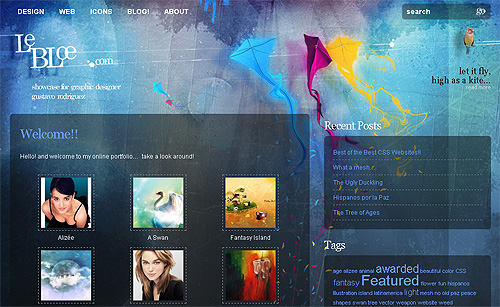 DESIGN WEB ICONS BLOG! ABOUT
search go
LeBloe.com
showcase for graphic designer
gustavo rodriguez
let it fly,
high as a kite...
read more
Welcome!!
Hello! and welcome to my online portfolio... take a look around!
Alizée
A Swan
Fantasy Island
Recent Posts
Best of the Best CSS Websites!!
What a mesh
The Ugly Duckling
Hispanos por la Paz
The Tree of Ages
Tags
age alizee animal awarded beautiful color CSS
fantasy Featured flower fun hispanos
illustration island latinamerica light mesh no old paz peace
shapes swan tree vector weapon website weed